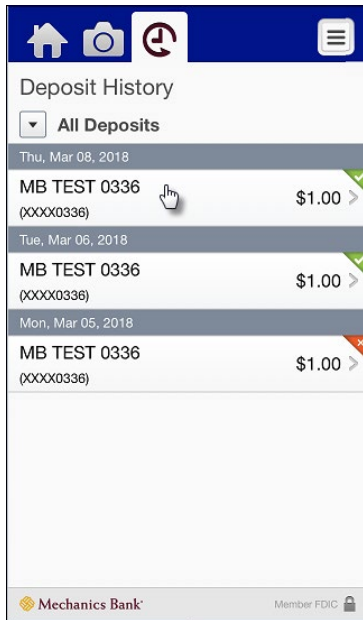 Deposit History
All Deposits
Thu, Mar 08, 2018
MB TEST 0336
$1.00
(XXXX0336)
Tue, Mar 06, 2018
MB TEST 0336
$1.00
(XXXX0336)
Mon, Mar 05, 2018
MB TEST 0336
$1.00
(XXXX0336)
Mechanics Bank
Member FDIC